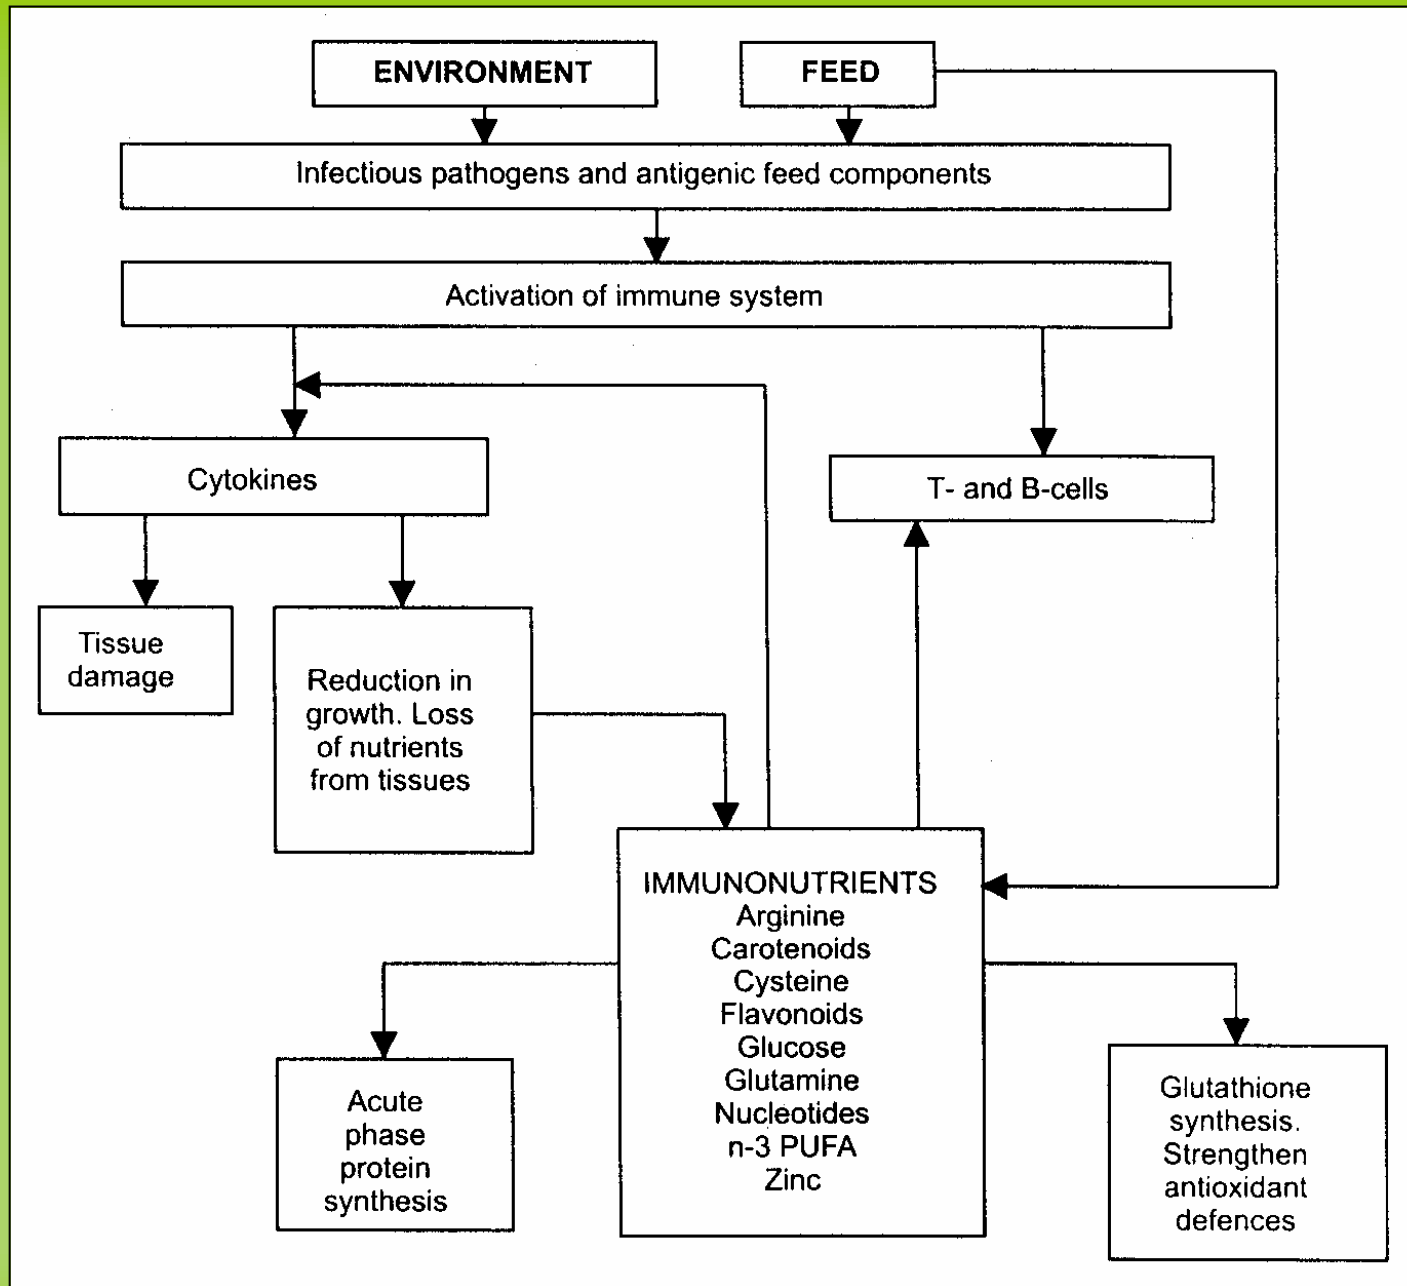 ENVIRONMENT
FEED
Infectious pathogens and antigenic feed components
Activation of immune system
Cytokines
T- and B-cells
Tissue
damage
Reduction in
growth. Loss
of nutrients
from tissues
IMMUNONUTRIENTS
Arginine
Carotenoids
Cysteine
Flavonoids
Glucose
Glutamine
Nucleotides
n-3 PUFA
Zinc
Acute
phase
protein
synthesis
Glutathione
synthesis.
Strengthen
antioxidant
defences